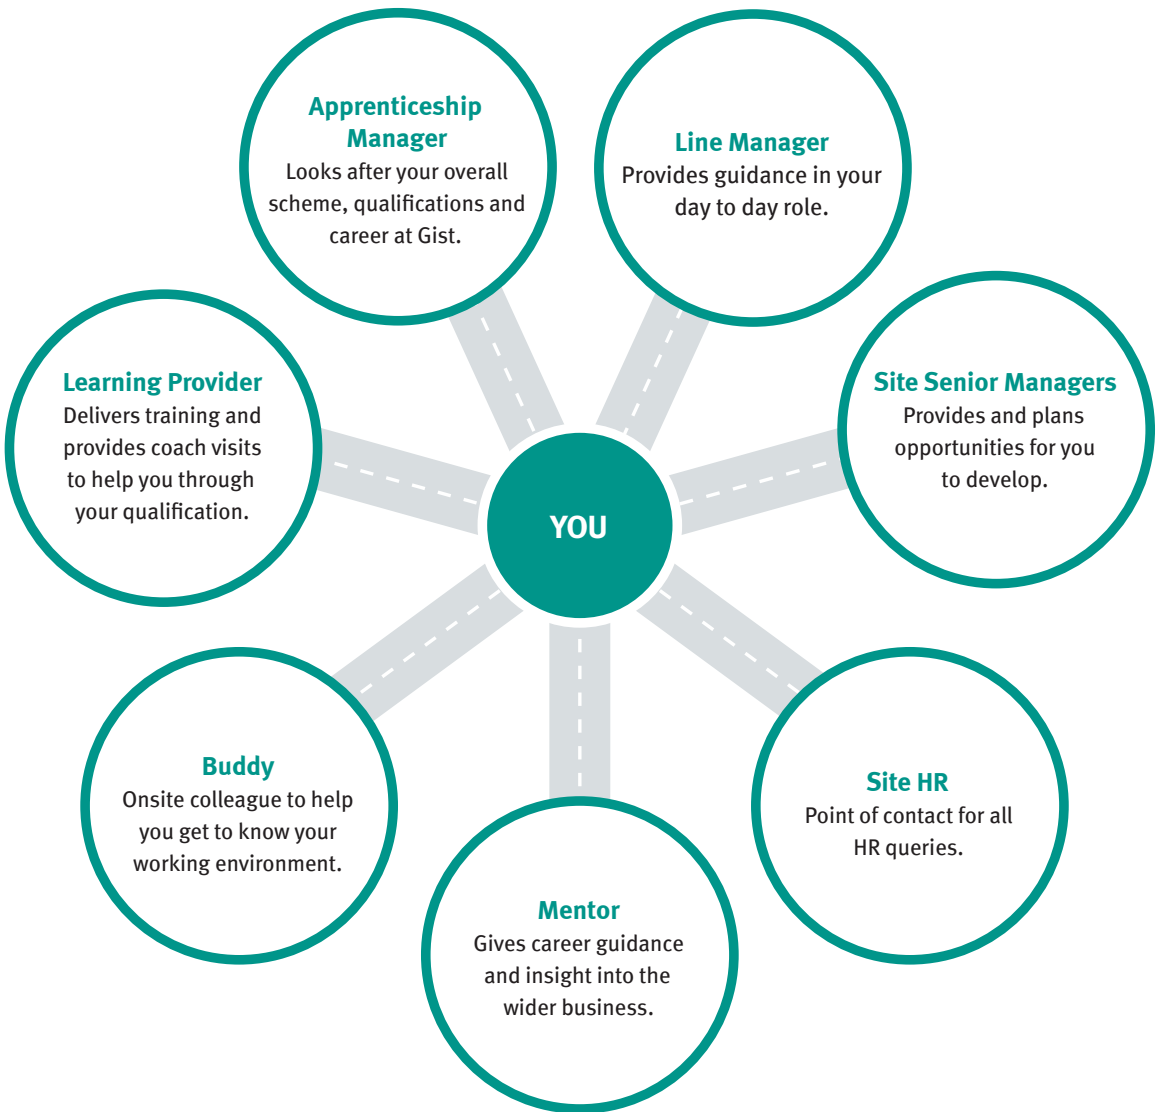 Apprenticeship
Manager
Looks after your overall
scheme, qualifications and
career at Gist.
Line Manager
Provides guidance in your
day to day role.
Learning Provider
Delivers training and
provides coach visits
to help you through
your qualification.
Site Senior Managers
Provides and plans
opportunities for you
to develop.
YOU
Buddy
Onsite colleague to help
you get to know your
working environment.
Site HR
Point of contact for all
HR queries.
Mentor
Gives career guidance
and insight into the
wider business.